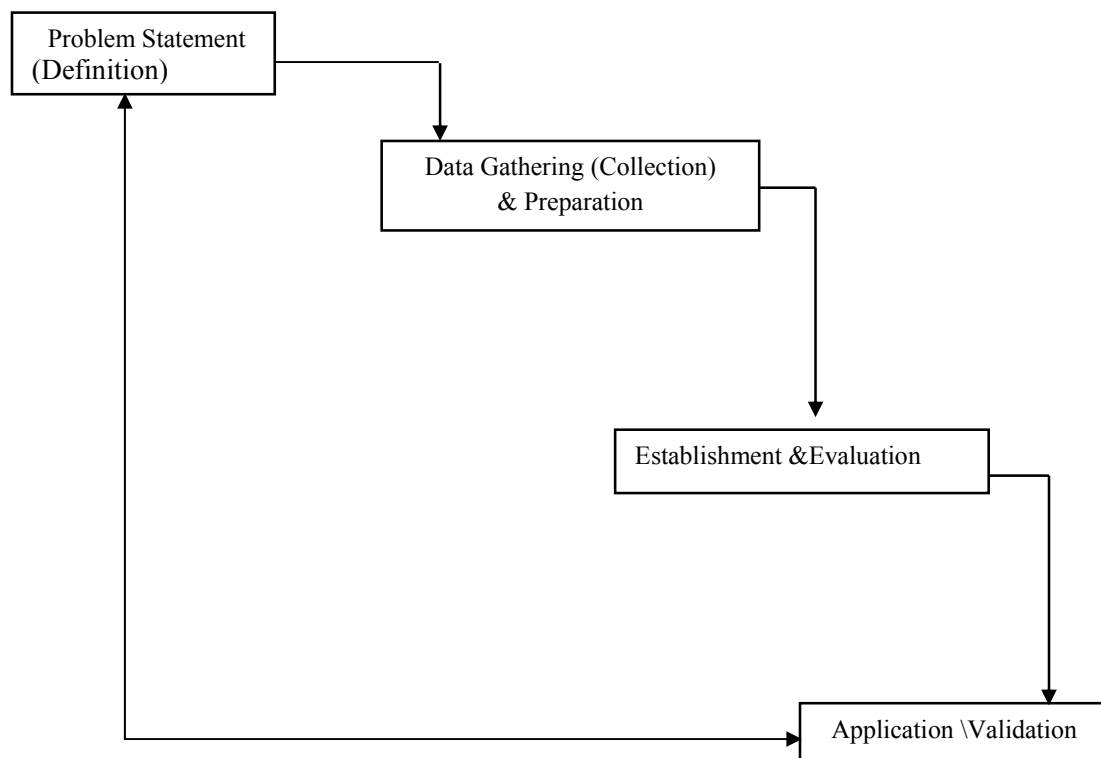 Problem Statement
(Definition)
Data Gathering (Collection)
& Preparation
Establishment &Evaluation
Application \Validation